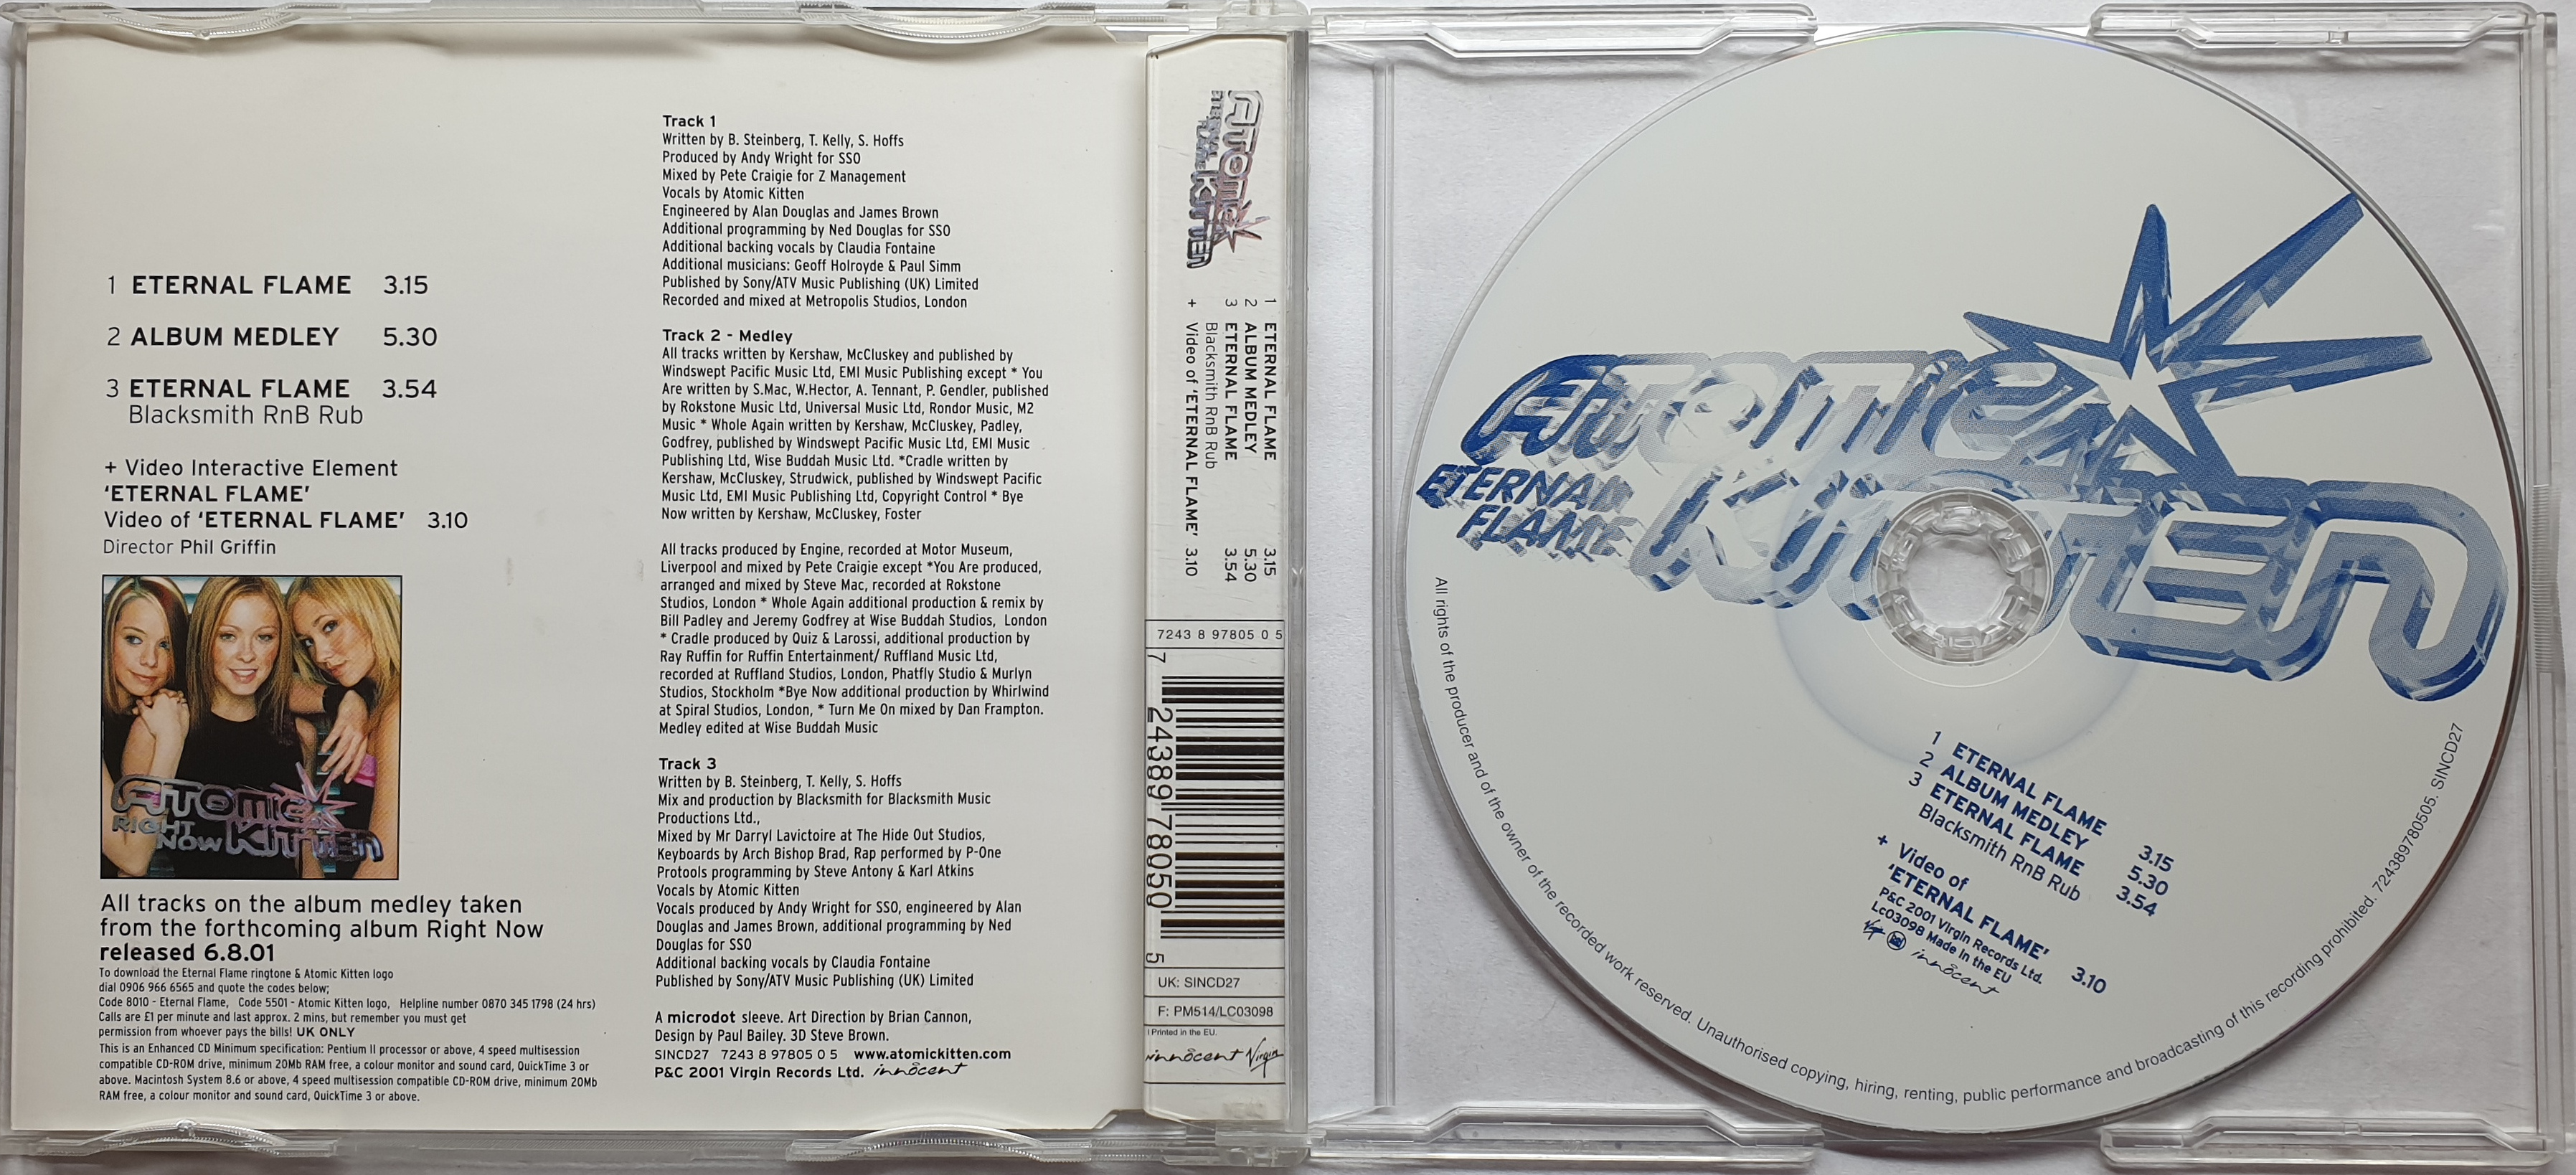 1 ETERNAL FLAME 3.15
2 ALBUM MEDLEY 5.30
3 ETERNAL FLAME 3.54
Blacksmith RnB Rub
+ Video Interactive Element
‘ETERNAL FLAME’
Video of ‘ETERNAL FLAME’ 3.10
Director Phil Griffin
ATOMIC
RIGHT
NOW KITTEN
All tracks on the album medley taken
from the forthcoming album Right Now
released 6.8.01
To download the Eternal Flame ringtone & Atomic Kitten logo
dial 0906 966 6565 and quote the codes below;
Code 8010 - Eternal Flame, Code 5501 - Atomic Kitten logo, Helpline number 0870 345 1798 (24 hrs)
Calls are £1 per minute and last approx. 2 mins, but remember you must get
permission from whoever pays the bills! UK ONLY
This is an Enhanced CD Minimum specification: Pentium II processor or above, 4 speed multisession
compatible CD-ROM drive, minimum 20Mb RAM free, a colour monitor and sound card, QuickTime 3 or
above. Macintosh System 8.6 or above, 4 speed multisession compatible CD-ROM drive, minimum 20Mb
RAM free, a colour monitor and sound card, QuickTime 3 or above.
Track 1
Written by B. Steinberg, T. Kelly, S. Hoffs
Produced by Andy Wright for SSO
Mixed by Pete Craigie for Z Management
Vocals by Atomic Kitten
Engineered by Alan Douglas and James Brown
Additional programming by Ned Douglas for SSO
Additional backing vocals by Claudia Fontaine
Additional musicians: Geoff Holroyde & Paul Simm
Published by Sony/ATV Music Publishing (UK) Limited
Recorded and mixed at Metropolis Studios, London
Track 2 - Medley
All tracks written by Kershaw, McCluskey and published by
Windswept Pacific Music Ltd, EMI Music Publishing except * You
Are written by S.Mac, W.Hector, A. Tennant, P. Gendler, published
by Rokstone Music Ltd, Universal Music Ltd, Rondor Music, M2
Music * Whole Again written by Kershaw, McCluskey, Padley,
Godfrey, published by Windswept Pacific Music Ltd, EMI Music
Publishing Ltd, Wise Buddah Music Ltd. *Cradle written by
Kershaw, McCluskey, Strudwick, published by Windswept Pacific
Music Ltd, EMI Music Publishing Ltd, Copyright Control * Bye
Now written by Kershaw, McCluskey, Foster
All tracks produced by Engine, recorded at Motor Museum,
Liverpool and mixed by Pete Craigie except *You Are produced,
arranged and mixed by Steve Mac, recorded at Rokstone
Studios, London * Whole Again additional production & remix by
Bill Padley and Jeremy Godfrey at Wise Buddah Studios, London
* Cradle produced by Quiz & Larossi, additional production by
Ray Ruffin for Ruffin Entertainment/ Ruffland Music Ltd,
recorded at Ruffland Studios, London, Phatfly Studio & Murlyn
Studios, Stockholm *Bye Now additional production by Whirlwind
at Spiral Studios, London, * Turn Me On mixed by Dan Frampton.
Medley edited at Wise Buddah Music
Track 3
Written by B. Steinberg, T. Kelly, S. Hoffs
Mix and production by Blacksmith for Blacksmith Music
Productions Ltd.,
Mixed by Mr Darryl Lavictoire at The Hide Out Studios,
Keyboards by Arch Bishop Brad, Rap performed by P-One
Protools programming by Steve Antony & Karl Atkins
Vocals by Atomic Kitten
Vocals produced by Andy Wright for SSO, engineered by Alan
Douglas and James Brown, additional programming by Ned
Douglas for SSO
Additional backing vocals by Claudia Fontaine
Published by Sony/ATV Music Publishing (UK) Limited
A microdot sleeve. Art Direction by Brian Cannon,
Design by Paul Bailey. 3D Steve Brown.
SINCD27 7243 8 97805 0 5 www.atomickitten.com
P&C 2001 Virgin Records Ltd. innocent
ATOMIC
KITTEN
ETERNAL
FLAME
1 ETERNAL FLAME 3.15
2 ALBUM MEDLEY 5.30
3 ETERNAL FLAME 3.54
Blacksmith RnB Rub
+ Video of ‘ETERNAL FLAME’ 3.10
7243 8 97805 0 5
7 24389 78050 5
UK: SINCD27
F: PM514/LC03098
Printed in the EU.
innocent Virgin
ATOMIC
KITTEN
ETERNAL
FLAME
1 ETERNAL FLAME 3.15
2 ALBUM MEDLEY 5.30
3 ETERNAL FLAME 3.54
Blacksmith RnB Rub
+ Video of
‘ETERNAL FLAME’ 3.10
P&C 2001 Virgin Records Ltd.
Lc03098 Made in the EU
Virgin innocent
All rights of the producer and of the owner of the recorded work reserved. Unauthorised copying, hiring, renting, public performance and broadcasting of this recording prohibited. 724389780505. SINCD27